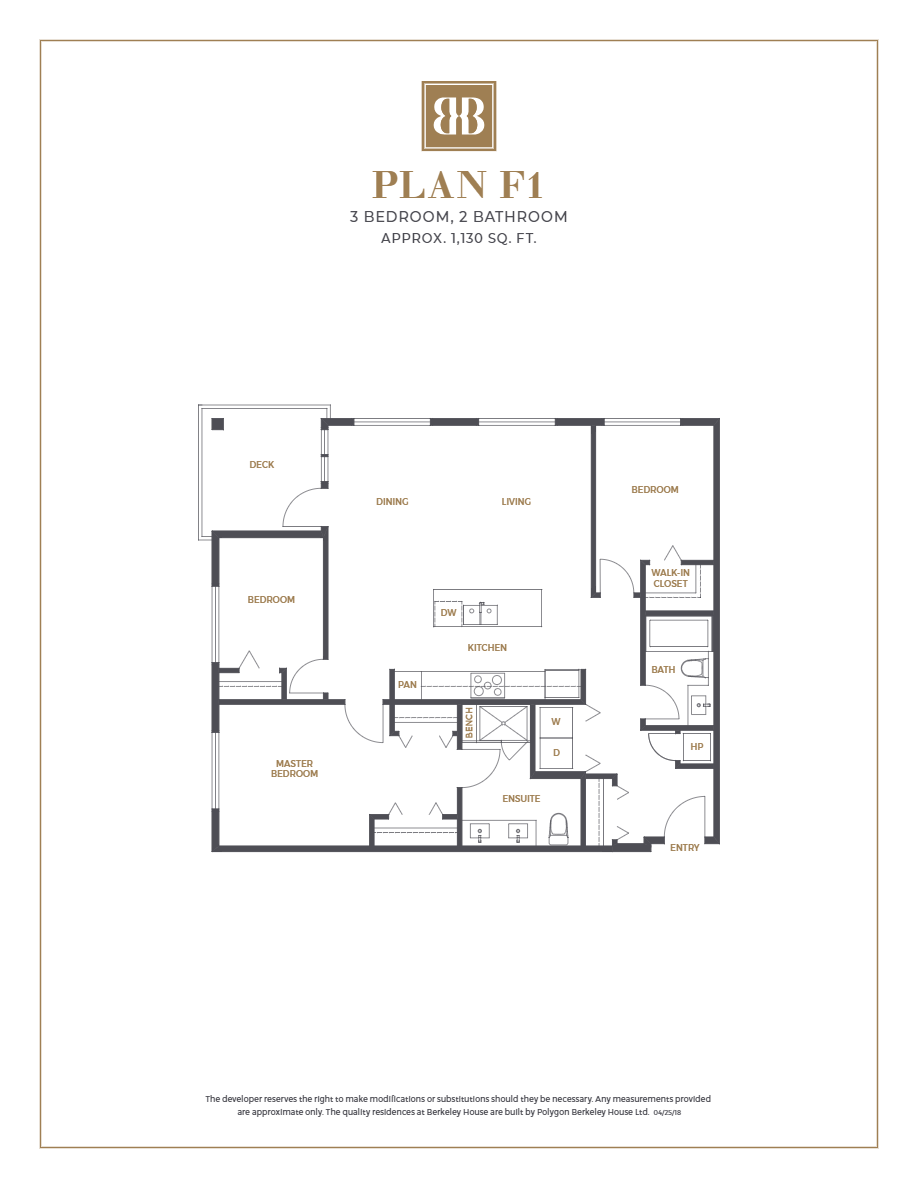 BB
PLAN F1
3 BEDROOM, 2 BATHROOM
APPROX. 1,130 SQ. FT.
DECK
DINING
LIVING
BEDROOM
WALK-IN
CLOSET
BEDROOM
DW
KITCHEN
BATH
PAN
BENCH
W
D
HP
MASTER
BEDROOM
ENSUITE
ENTRY
The developer reserves the right to make modifications or substitutions should they be necessary. Any measurements provided
are approximate only. The quality residences at Berkeley House are built by Polygon Berkeley House Ltd. 04/25/18